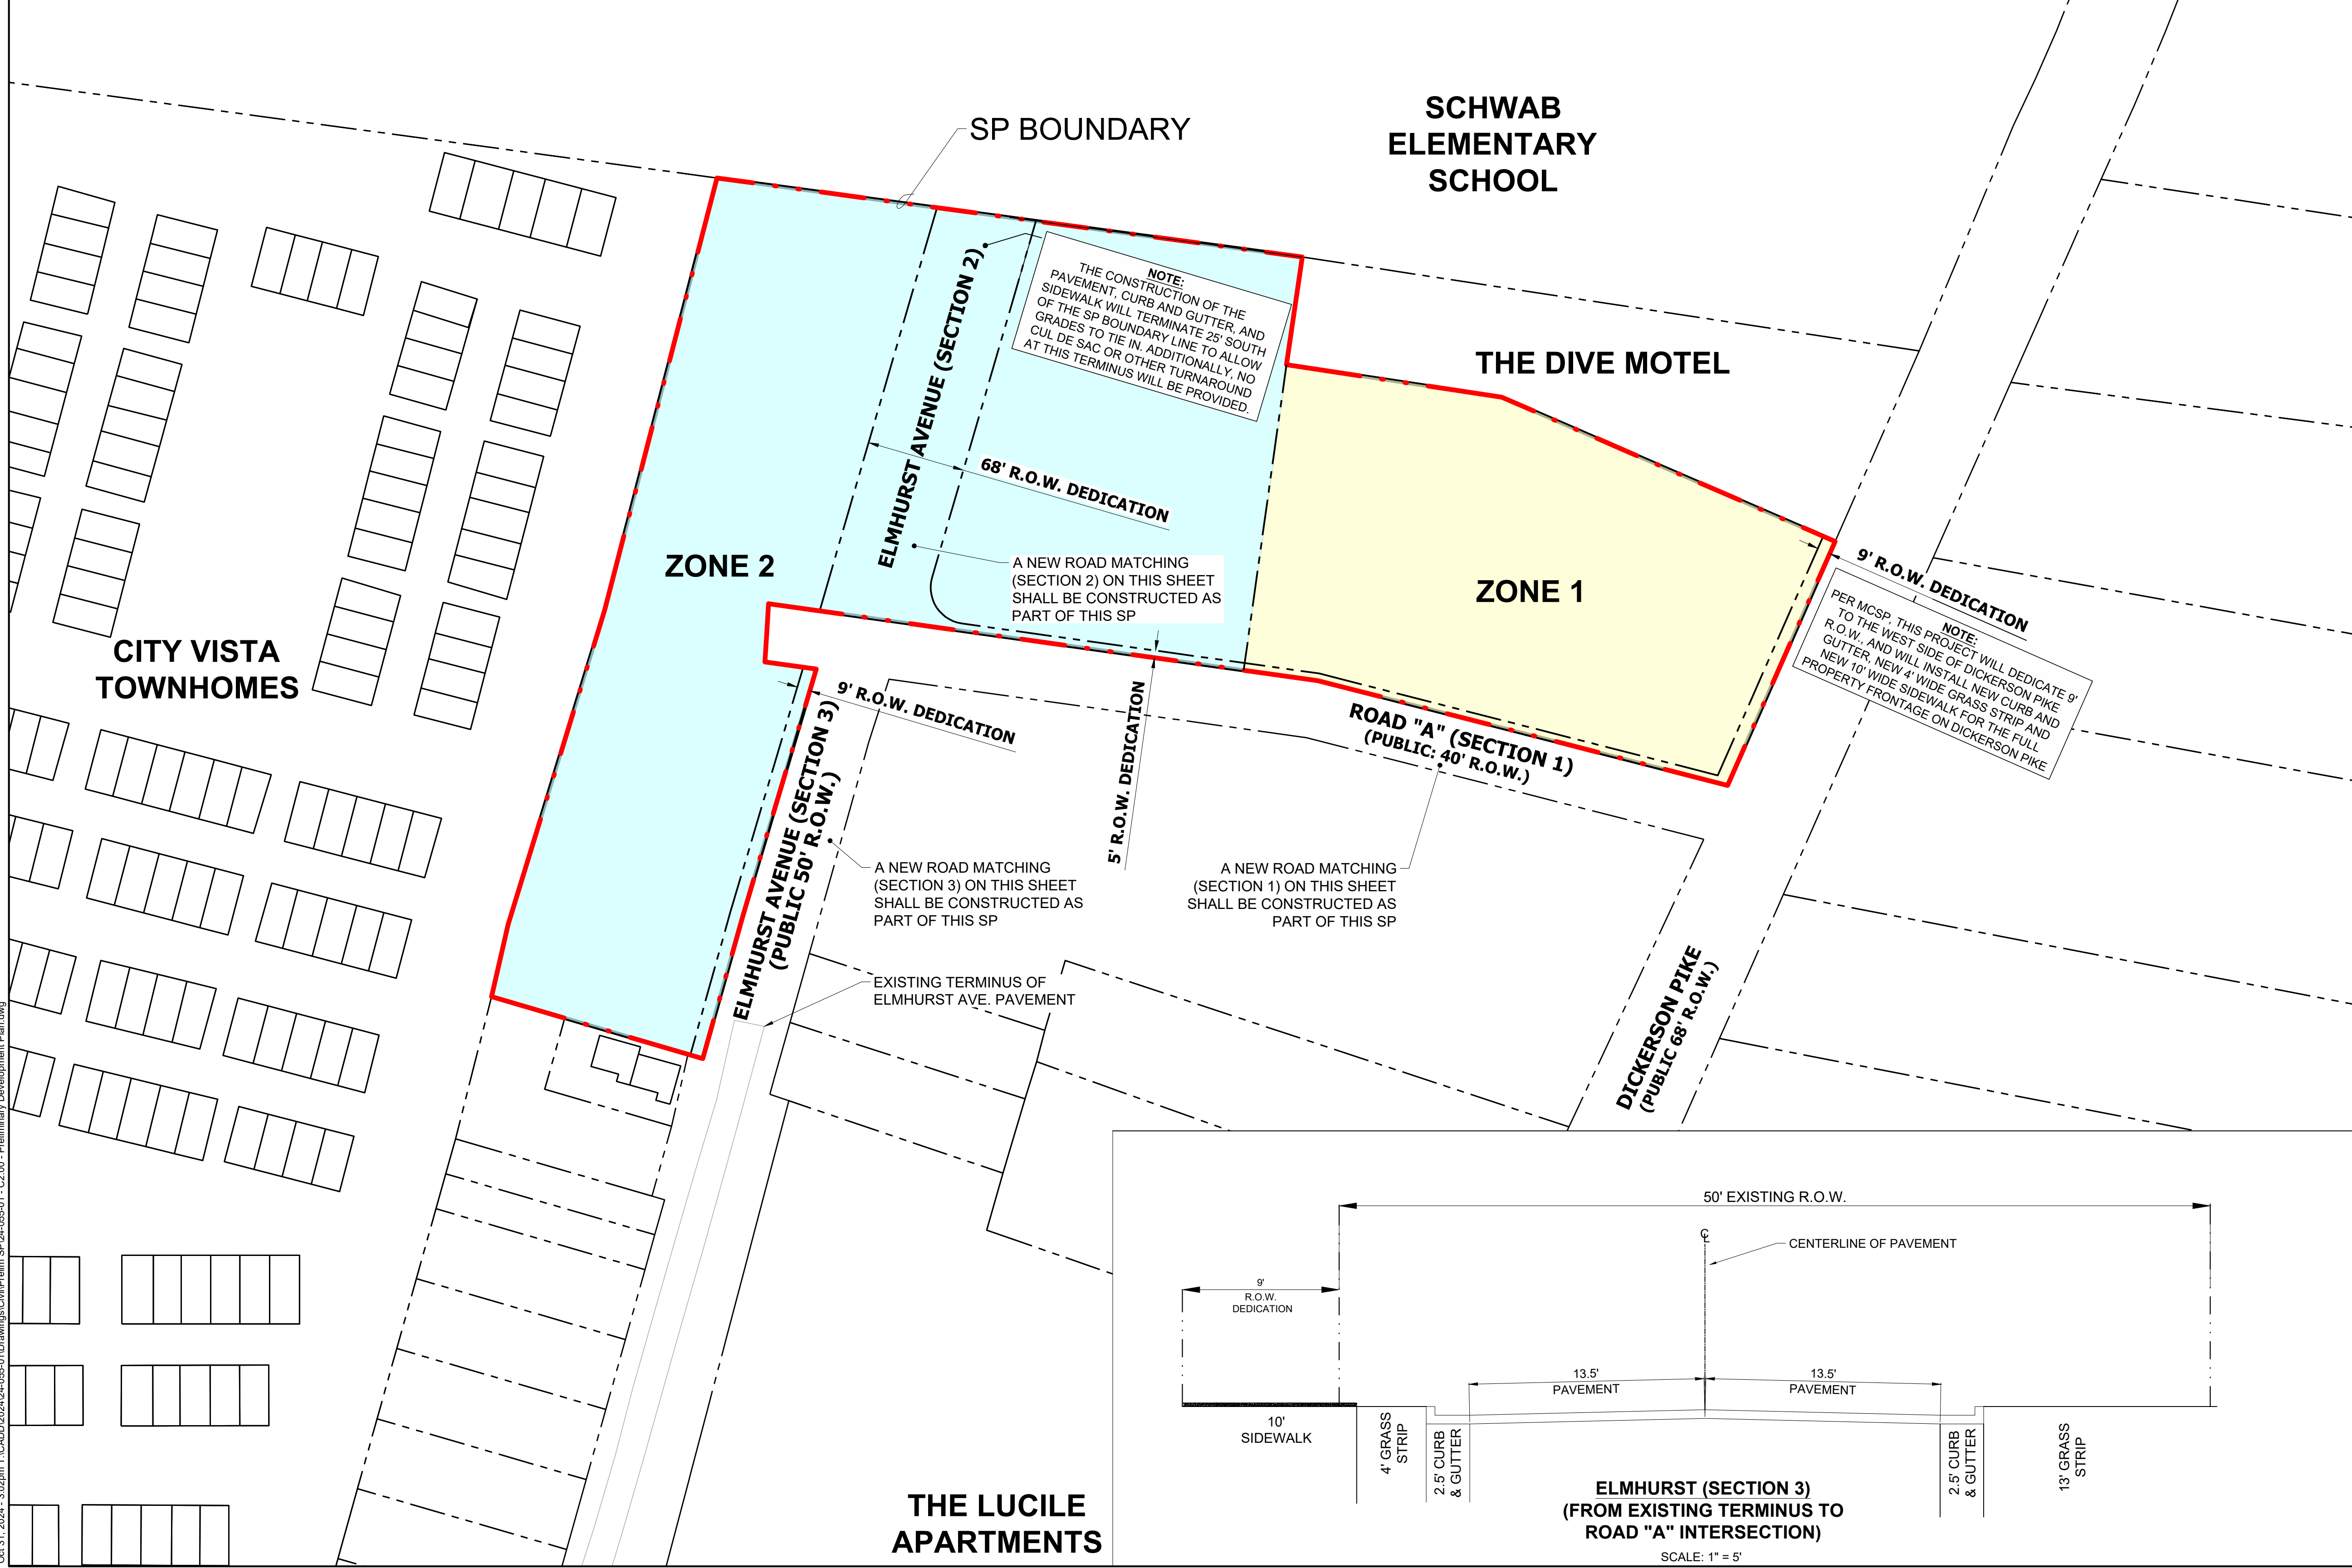 SP BOUNDARY
SCHWAB
ELEMENTARY
SCHOOL
ELMHURST AVENUE (SECTION 2)
NOTE:
THE CONSTRUCTION OF THE
PAVEMENT, CURB AND GUTTER, AND
SIDEWALK WILL TERMINATE 25' SOUTH
OF THE SP BOUNDARY LINE TO ALLOW
GRADES TO TIE IN. ADDITIONALLY, NO
CUL DE SAC OR OTHER TURNAROUND
AT THIS TERMINUS WILL BE PROVIDED.
THE DIVE MOTEL
68' R.O.W. DEDICATION
ZONE 2
A NEW ROAD MATCHING
(SECTION 2) ON THIS SHEET
SHALL BE CONSTRUCTED AS
PART OF THIS SP
ZONE 1
9' R.O.W. DEDICATION
NOTE:
PER MCSP, THIS PROJECT WILL DEDICATE 9'
TO THE WEST SIDE OF DICKERSON PIKE
R.O.W., AND WILL INSTALL NEW CURB AND
GUTTER, NEW 4' WIDE GRASS STRIP AND
NEW 10' WIDE SIDEWALK FOR THE FULL
PROPERTY FRONTAGE ON DICKERSON PIKE
CITY VISTA
TOWNHOMES
9' R.O.W. DEDICATION
5' R.O.W. DEDICATION
ROAD "A" (SECTION 1)
(PUBLIC: 40' R.O.W.)
ELMHURST AVENUE (SECTION 3)
(PUBLIC 50' R.O.W.)
A NEW ROAD MATCHING
(SECTION 3) ON THIS SHEET
SHALL BE CONSTRUCTED AS
PART OF THIS SP
A NEW ROAD MATCHING
(SECTION 1) ON THIS SHEET
SHALL BE CONSTRUCTED AS
PART OF THIS SP
EXISTING TERMINUS OF
ELMHURST AVE. PAVEMENT
DICKERSON PIKE
(PUBLIC 68' R.O.W.)
50' EXISTING R.O.W.
℄
CENTERLINE OF PAVEMENT
9'
R.O.W.
DEDICATION
13.5'
PAVEMENT
13.5'
PAVEMENT
10'
SIDEWALK
4' GRASS
STRIP
2.5' CURB
& GUTTER
2.5' CURB
& GUTTER
13' GRASS
STRIP
ELMHURST (SECTION 3)
(FROM EXISTING TERMINUS TO
ROAD "A" INTERSECTION)
SCALE: 1" = 5'
THE LUCILE
APARTMENTS